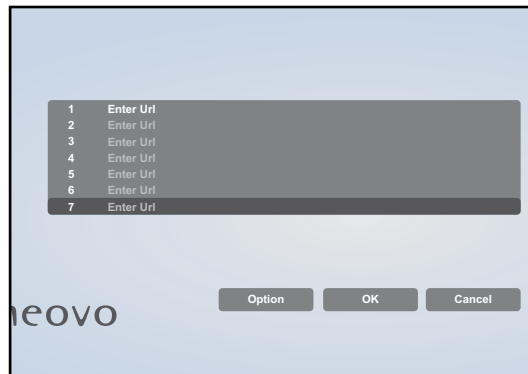 1 Enter Url
2 Enter Url
3 Enter Url
4 Enter Url
5 Enter Url
6 Enter Url
7 Enter Url
Option OK Cancel
neovo